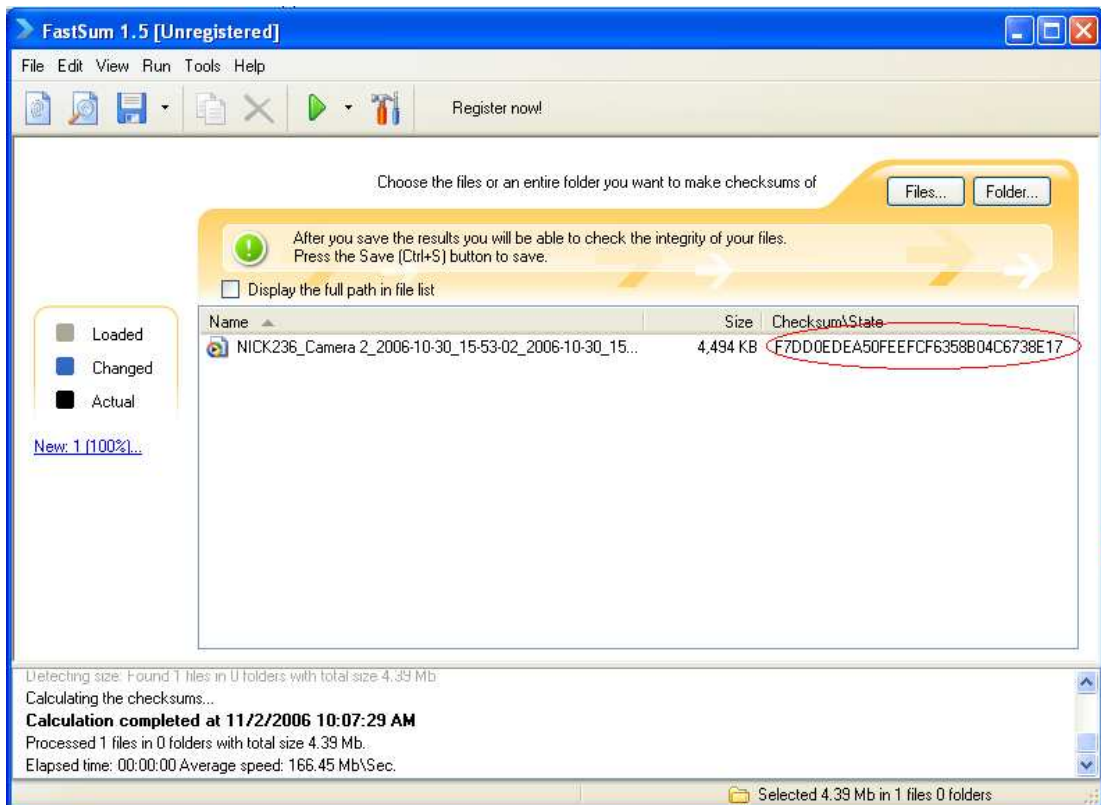 FastSum 1.5 [Unregistered]
File Edit View Run Tools Help
Register now!
Choose the files or an entire folder you want to make checksums of
Files... Folder...
After you save the results you will be able to check the integrity of your files.
Press the Save (Ctrl+S) button to save.
Display the full path in file list
Loaded
Changed
Actual
New: 1 (100%)...
Name Size Checksum\State
NICK236_Camera 2_2006-10-30_15-53-02_2006-10-30_15... 4,494 KB F7DD0EDEA50FEEFCF6358B04C6738E17
Detecting size: Found 1 files in 0 folders with total size 4.39 Mb
Calculating the checksums...
Calculation completed at 11/2/2006 10:07:29 AM
Processed 1 files in 0 folders with total size 4.39 Mb.
Elapsed time: 00:00:00 Average speed: 166.45 Mb\Sec.
Selected 4.39 Mb in 1 files 0 folders